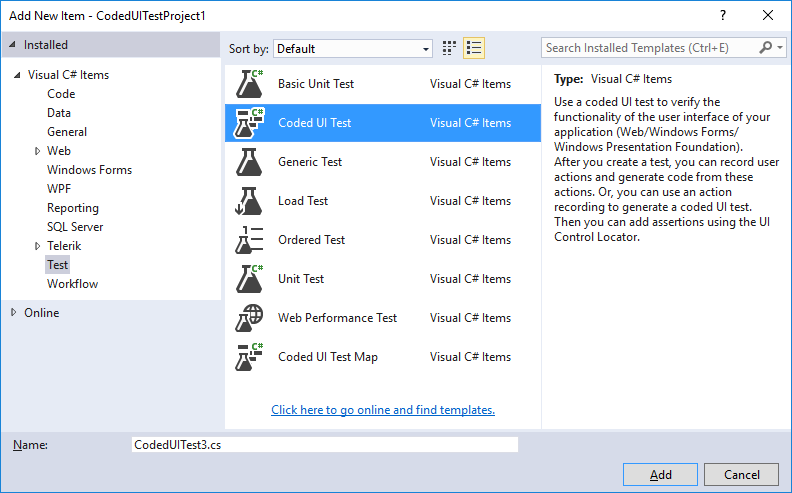 Add New Item - CodedUITestProject1
?
Installed
Sort by: Default
Search Installed Templates (Ctrl+E)
Visual C# Items
Code
Data
General
Web
Windows Forms
WPF
Reporting
SQL Server
Telerik
Test
Workflow
Online
C# Basic Unit Test Visual C# Items
C# Coded UI Test Visual C# Items
Generic Test Visual C# Items
Load Test Visual C# Items
Ordered Test Visual C# Items
C# Unit Test Visual C# Items
Web Performance Test Visual C# Items
C# Coded UI Test Map Visual C# Items
Click here to go online and find templates.
Type: Visual C# Items
Use a coded UI test to verify the
functionality of the user interface of your
application (Web/Windows Forms/
Windows Presentation Foundation).
After you create a test, you can record user
actions and generate code from these
actions. Or, you can use an action
recording to generate a coded UI test.
Then you can add assertions using the UI
Control Locator.
Name: CodedUITest3.cs
Add Cancel